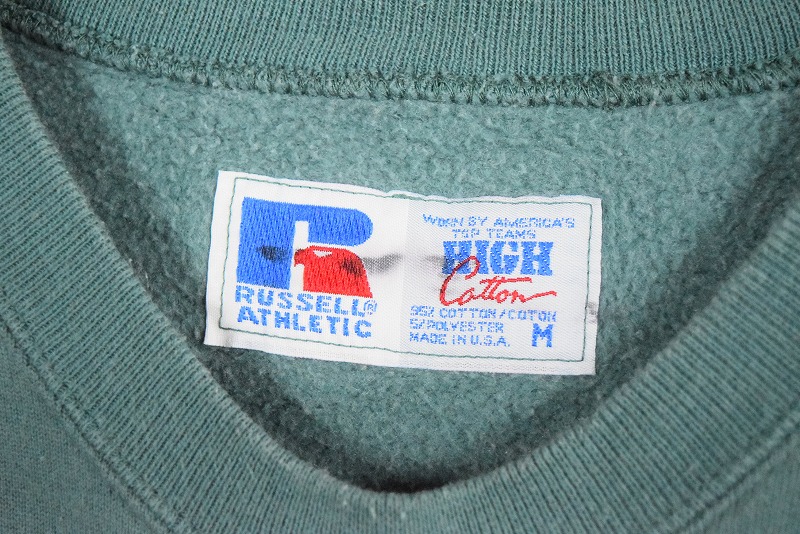 RUSSELL®
ATHLETIC
WORN BY AMERICA'S
TOP TEAMS
HIGH
Cotton
95% COTTON/COTON
5/POLYESTER
MADE IN U.S.A.
M